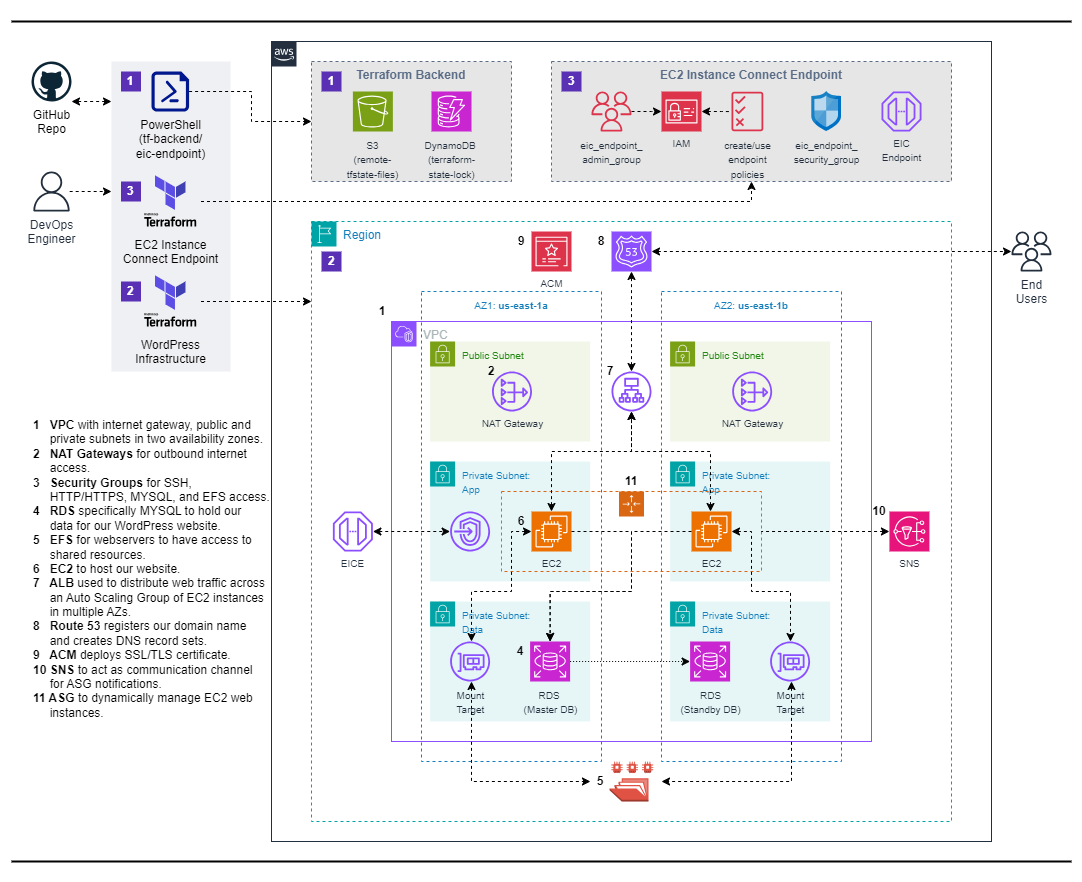 aws
GitHub
Repo
1
PowerShell
(tf-backend/
eic-endpoint)
DevOps
Engineer
3
HashiCorp
Terraform
EC2 Instance
Connect Endpoint
2
HashiCorp
Terraform
WordPress
Infrastructure
1
Terraform Backend
S3
(remote-
tfstate-files)
DynamoDB
(terraform-
state-lock)
3
EC2 Instance Connect Endpoint
eic_endpoint_
admin_group
IAM
create/use
endpoint
policies
eic_endpoint_
security_group
EIC
Endpoint
Region
2
9
ACM
8
53
End
Users
AZ1: us-east-1a
AZ2: us-east-1b
1
VPC
Public Subnet
2
NAT Gateway
7
Public Subnet
NAT Gateway
Private Subnet:
App
11
Private Subnet:
App
EICE
6
EC2
EC2
10
SNS
Private Subnet:
Data
Private Subnet:
Data
Mount
Target
4
RDS
(Master DB)
RDS
(Standby DB)
Mount
Target
5
1 VPC with internet gateway, public and
private subnets in two availability zones.
2 NAT Gateways for outbound internet
access.
3 Security Groups for SSH,
HTTP/HTTPS, MYSQL, and EFS access.
4 RDS specifically MYSQL to hold our
data for our WordPress website.
5 EFS for webservers to have access to
shared resources.
6 EC2 to host our website.
7 ALB used to distribute web traffic across
an Auto Scaling Group of EC2 instances
in multiple AZs.
8 Route 53 registers our domain name
and creates DNS record sets.
9 ACM deploys SSL/TLS certificate.
10 SNS to act as communication channel
for ASG notifications.
11 ASG to dynamically manage EC2 web
instances.